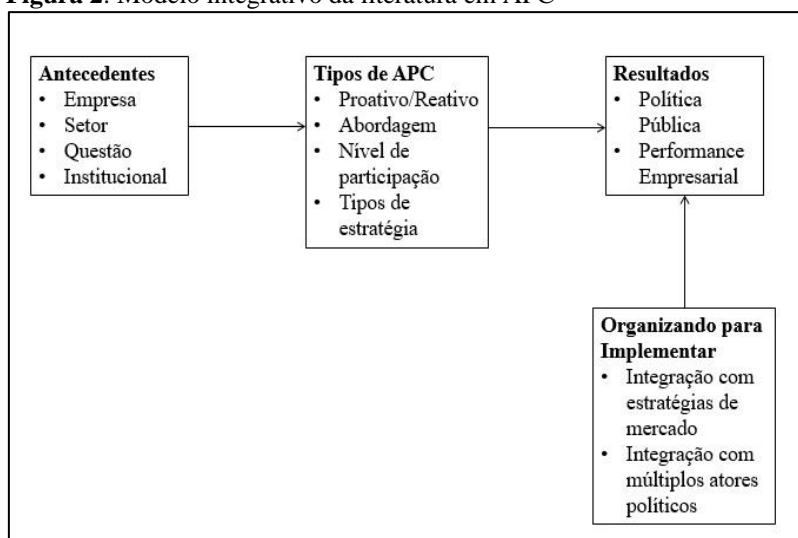 Figura 2: Modelo integrativo da literatura em APC
Antecedentes
• Empresa
• Setor
• Questão
• Institucional
Tipos de APC
• Proativo/Reativo
• Abordagem
• Nível de
participação
• Tipos de
estratégia
Resultados
• Política
Pública
• Performance
Empresarial
Organizando para
Implementar
• Integração com
estratégias de
mercado
• Integração com
múltiplos atores
políticos